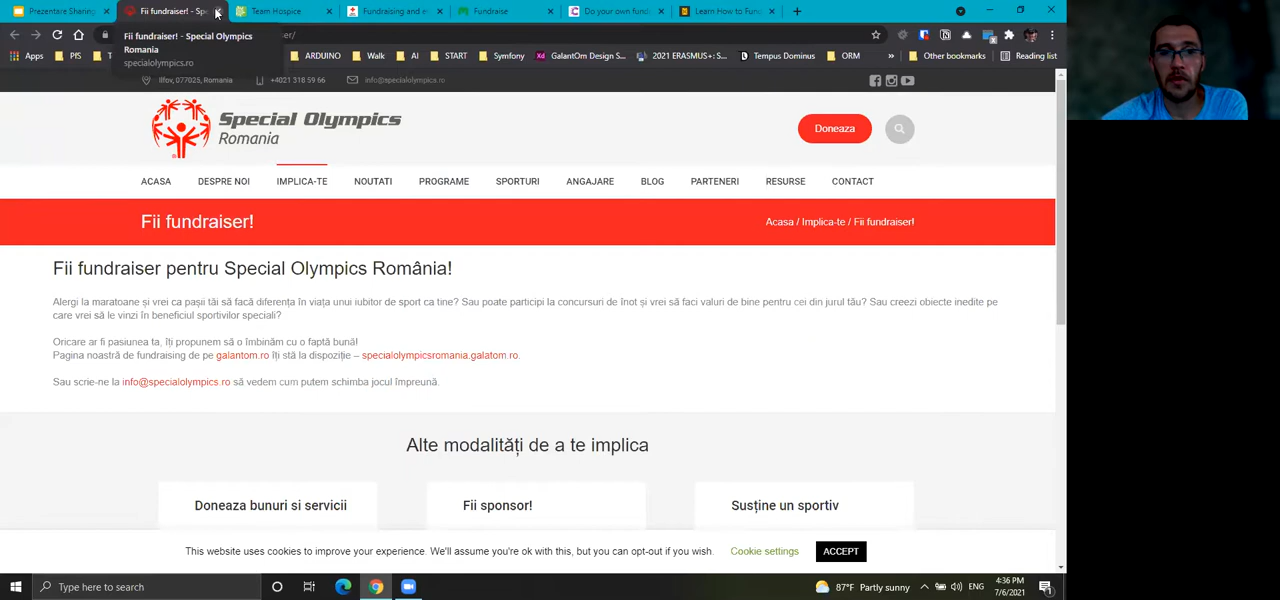 Prezentare Sharing
Fii fundraiser! - Spe
Team Hospice
Fundraising and e
Fundraise
Do your own fund
Learn How to Fun
Fii fundraiser! - Special Olympics
Romania
specialolympics.ro
er/
Apps
PIS
T
ARDUINO
Walk
AI
START
Symfony
GalantOm Design S...
2021 ERASMUS+: S...
Tempus Dominus
ORM
»
Other bookmarks
Reading list
Ilfov, 077025, Romania
+4021 318 59 66
info@specialolympics.ro
Special Olympics
Romania
Doneaza
ACASA
DESPRE NOI
IMPLICA-TE
NOUTATI
PROGRAME
SPORTURI
ANGAJARE
BLOG
PARTENERI
RESURSE
CONTACT
Fii fundraiser!
Acasa / Implica-te / Fii fundraiser!
Fii fundraiser pentru Special Olympics România!
Alergi la maratoane și vrei ca pașii tăi să facă diferența în viața unui iubitor de sport ca tine? Sau poate participi la concursuri de înot și vrei să faci valuri de bine pentru cei din jurul tău? Sau creezi obiecte inedite pe
care vrei să le vinzi în beneficiul sportivilor speciali?
Oricare ar fi pasiunea ta, îți propunem să o îmbinăm cu o faptă bună!
Pagina noastră de fundraising de pe galantom.ro îți stă la dispoziție – specialolympicsromania.galatom.ro.
Sau scrie-ne la info@specialolympics.ro să vedem cum putem schimba jocul împreună.
Alte modalități de a te implica
Doneaza bunuri si servicii
Fii sponsor!
Susține un sportiv
This website uses cookies to improve your experience. We'll assume you're ok with this, but you can opt-out if you wish.
Cookie settings
ACCEPT
Type here to search
87°F Partly sunny
ENG
4:36 PM
7/6/2021